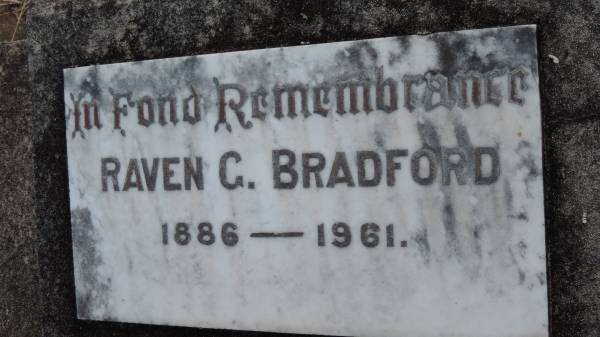 In Fond Remembrance
RAVEN G. BRADFORD
1886 — 1961.